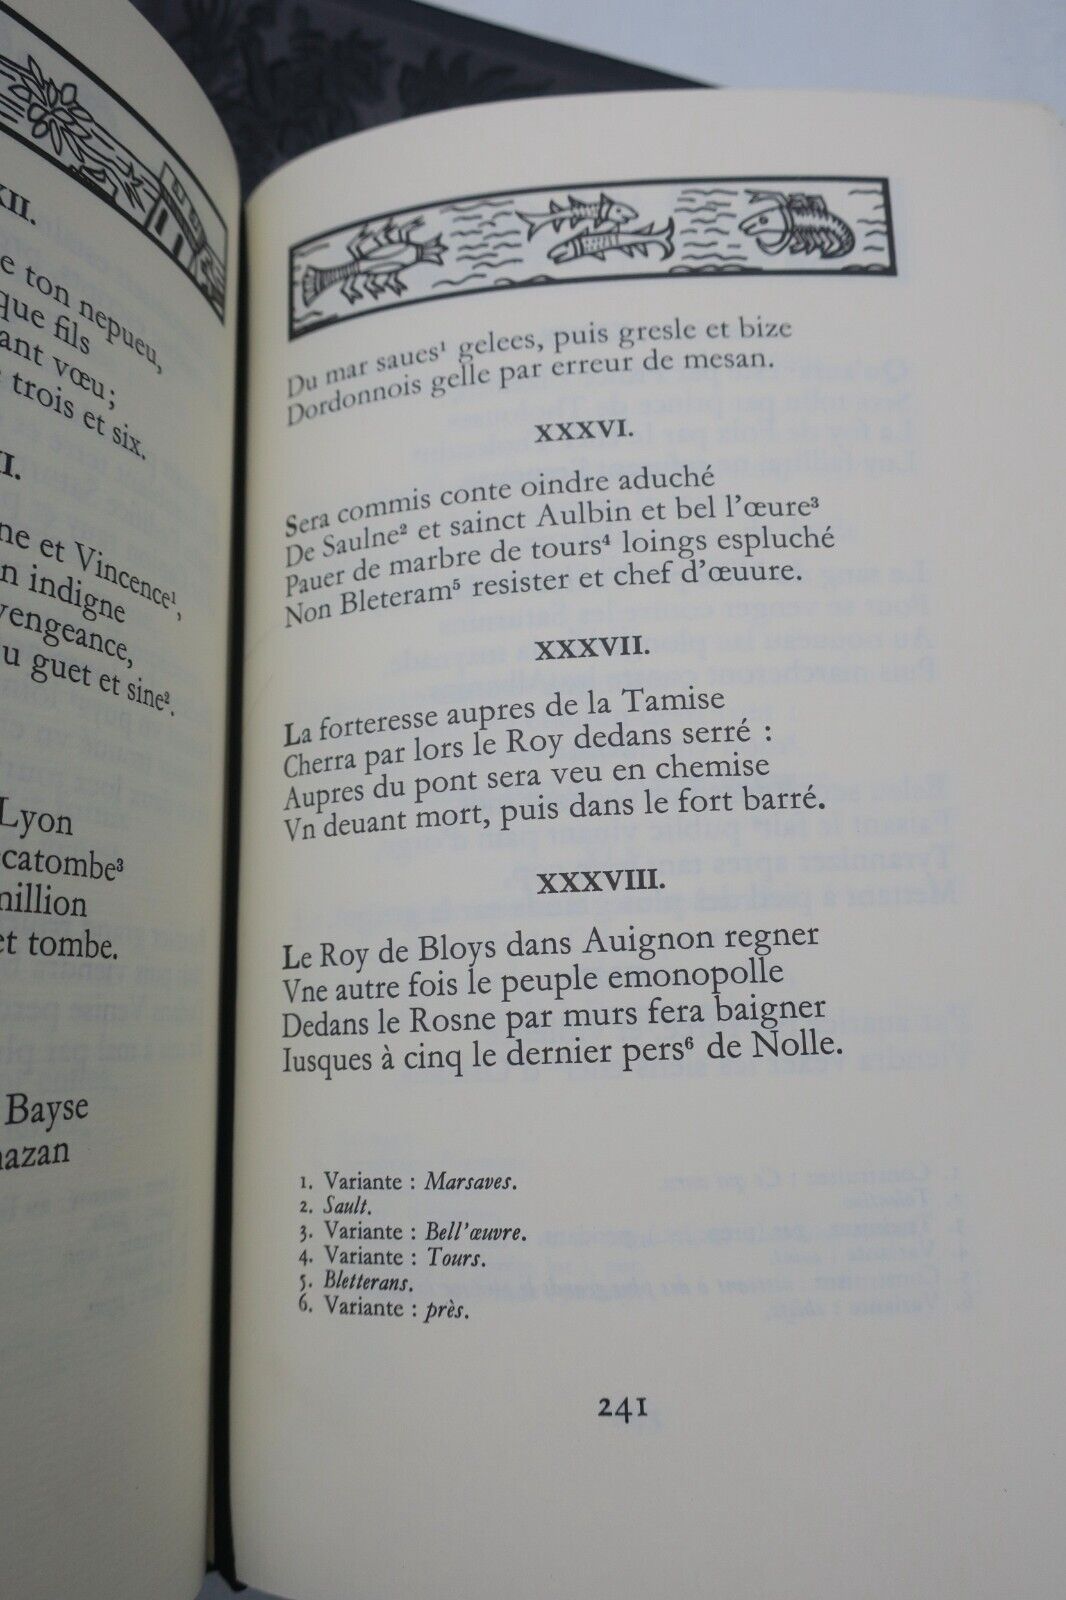 XII.
ton nepueu,
que fils
vœu;
trois et six.
et Vincence¹,
indigne
vengeance,
guet et sine².
Lyon
million
et tombe.
Bayse
Du mar saues¹ gelees, puis gresle et bize
Dordonnois gelle par erreur de mesan.
XXXVI.
Sera commis conte oindre aduché
De Saulne² et sainct Aulbin et bel l'œure³
Pauer de marbre de tours⁴ loings espluché
Non Bleteram⁵ resister et chef d'œuure.
XXXVII.
La forteresse aupres de la Tamise
Cherra par lors le Roy dedans serré :
Aupres du pont sera veu en chemise
Vn deuant mort, puis dans le fort barré.
XXXVIII.
Le Roy de Bloys dans Auignon regner
Vne autre fois le peuple emonopolle
Dedans le Rosne par murs fera baigner
Iusques à cinq le dernier pers⁶ de Nolle.
1. Variante : Marsaves.
2. Sault.
3. Variante : Bell'œuvre.
4. Variante : Tours.
5. Bletterans.
6. Variante : près.
241